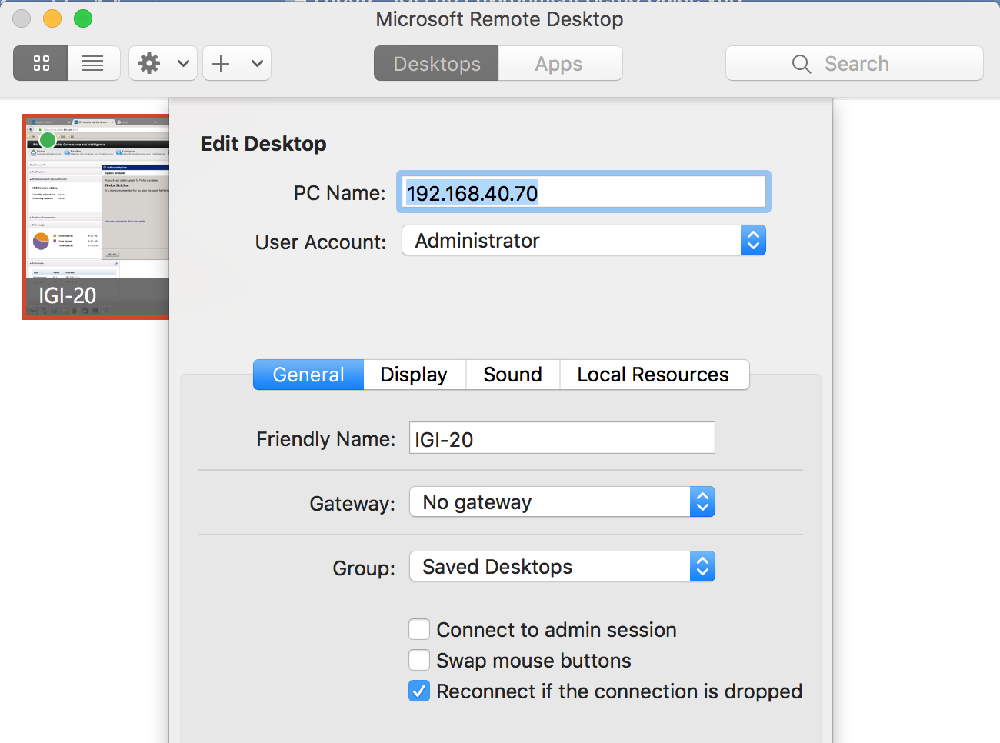 Microsoft Remote Desktop
Desktops
Apps
Search
Edit Desktop
PC Name: 192.168.40.70
User Account: Administrator
IGI-20
General
Display
Sound
Local Resources
Friendly Name: IGI-20
Gateway: No gateway
Group: Saved Desktops
Connect to admin session
Swap mouse buttons
Reconnect if the connection is dropped